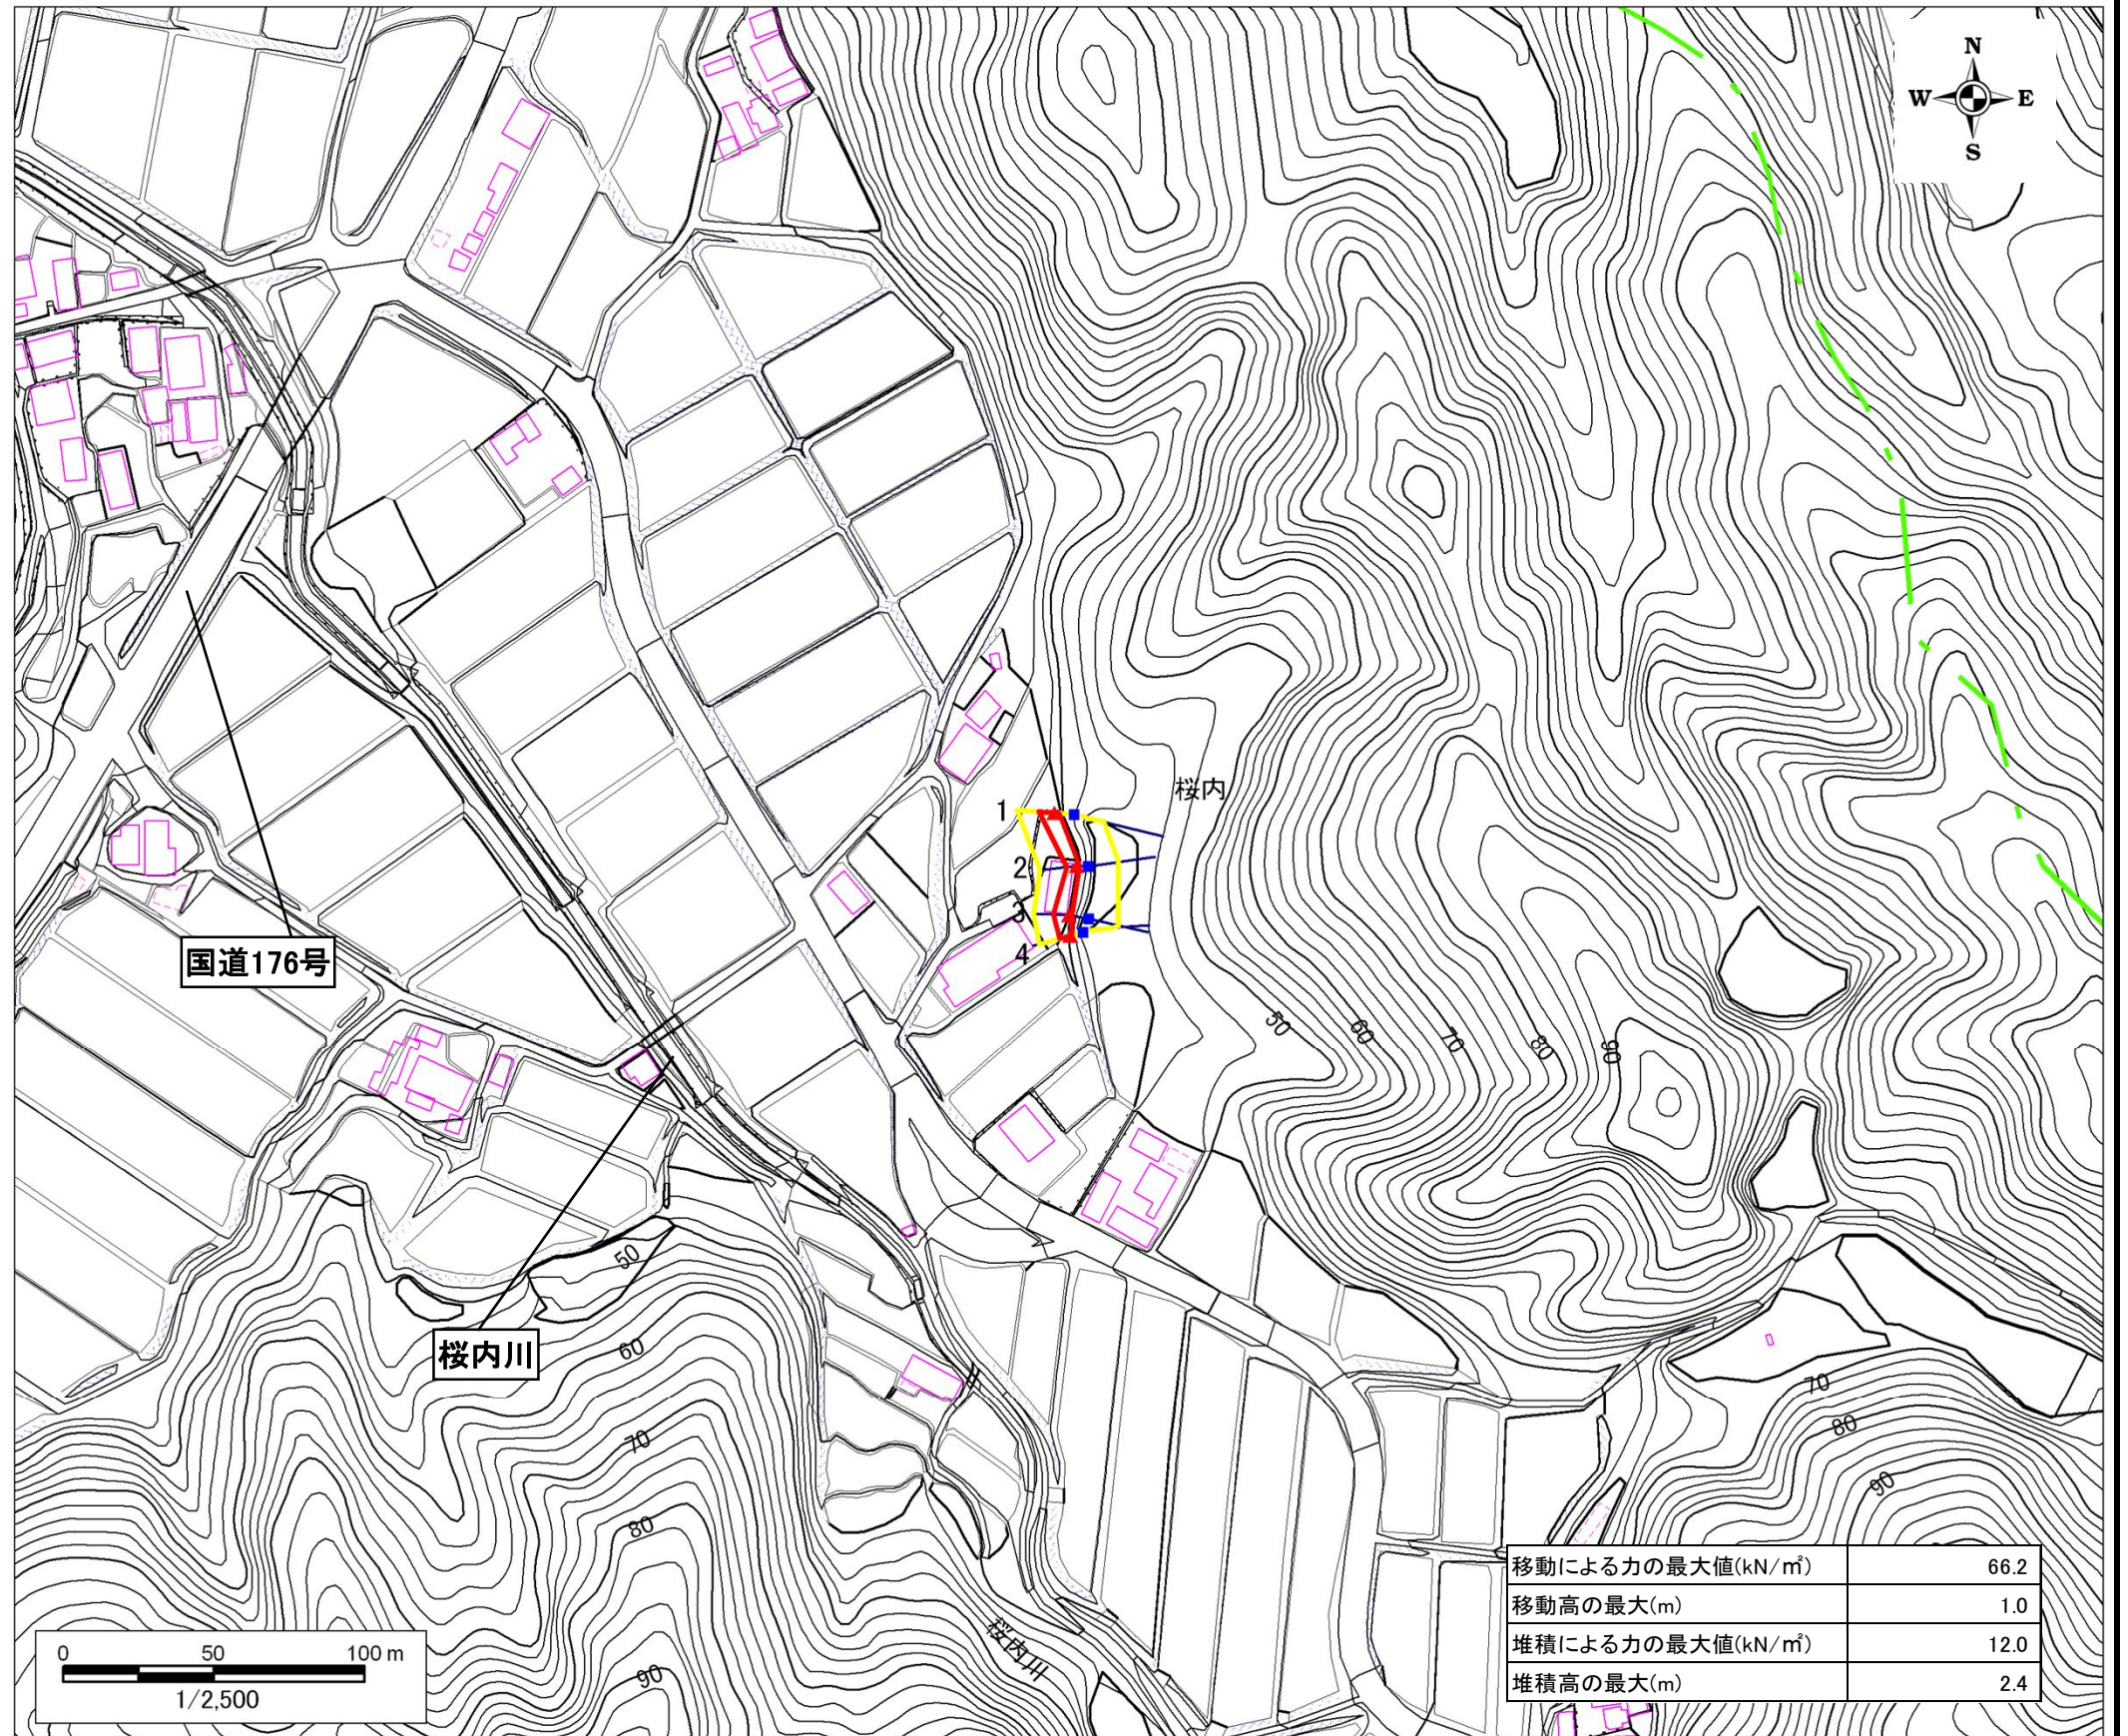 N
W E
S
桜内
1
2
3
4
国道176号
50
60
70
80
90
50
桜内川
60
70
80
90
70
80
90
桜内川
移動による力の最大値(kN/㎡) 66.2
移動高の最大(m) 1.0
堆積による力の最大値(kN/㎡) 12.0
堆積高の最大(m) 2.4
0 50 100 m
1/2,500